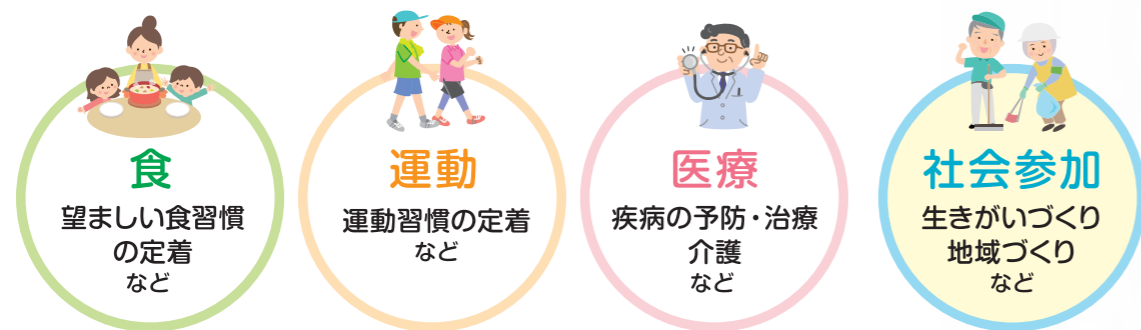 食
望ましい食習慣
の定着
など
運動
運動習慣の定着
など
医療
疾病の予防・治療
介護
など
社会参加
生きがいづくり
地域づくり
など